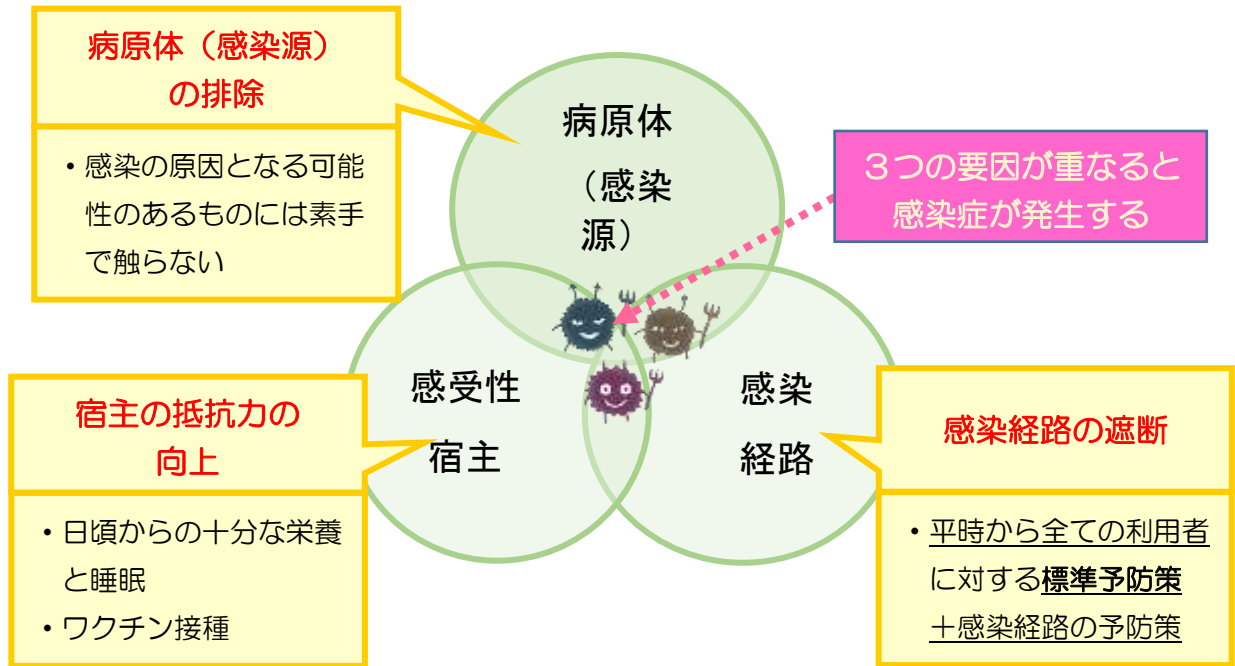 病原体（感染源）
の排除
・感染の原因となる可能
性のあるものには素手
で触らない
病原体
（感染
源）
３つの要因が重なると
感染症が発生する
感受性
宿主
感染
経路
宿主の抵抗力の
向上
・日頃からの十分な栄養
と睡眠
・ワクチン接種
感染経路の遮断
・平時から全ての利用者
に対する標準予防策
＋感染経路の予防策